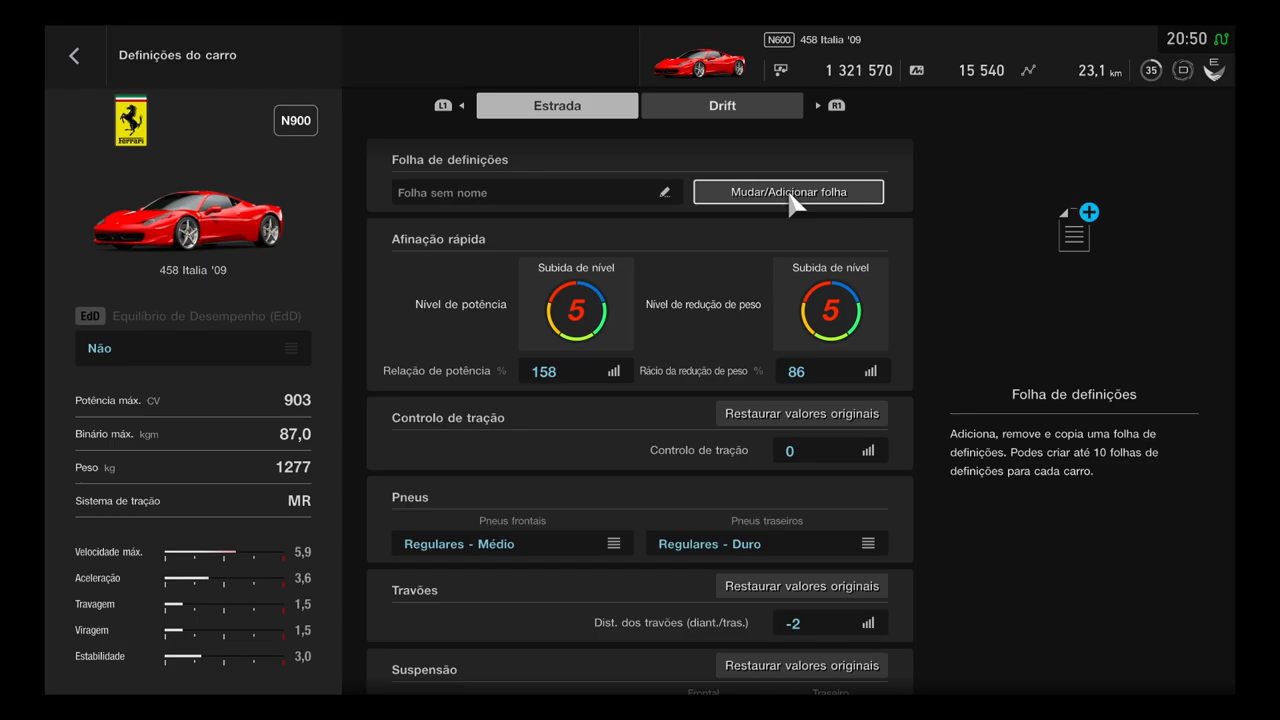 Definições do carro
N600 458 Italia '09
20:50
1 321 570
15 540
23,1 km
35
E
Ferrari
N900
458 Italia '09
EdD Equilíbrio de Desempenho (EdD)
Não
Potência máx. CV 903
Binário máx. kgm 87,0
Peso kg 1277
Sistema de tração MR
Velocidade máx. 5,9
Aceleração 3,6
Travagem 1,5
Viragem 1,5
Estabilidade 3,0
L1 Estrada Drift R1
Folha de definições
Folha sem nome Mudar/Adicionar folha
Afinação rápida
Subida de nível Subida de nível
Nível de potência 5 Nível de redução de peso 5
Relação de potência % 158 Rácio da redução de peso % 86
Controlo de tração Restaurar valores originais
Controlo de tração 0
Pneus
Pneus frontais Pneus traseiros
Regulares - Médio Regulares - Duro
Travões Restaurar valores originais
Dist. dos travões (diant./tras.) -2
Suspensão Restaurar valores originais
Frontal Traseiro
Folha de definições
Adiciona, remove e copia uma folha de
definições. Podes criar até 10 folhas de
definições para cada carro.